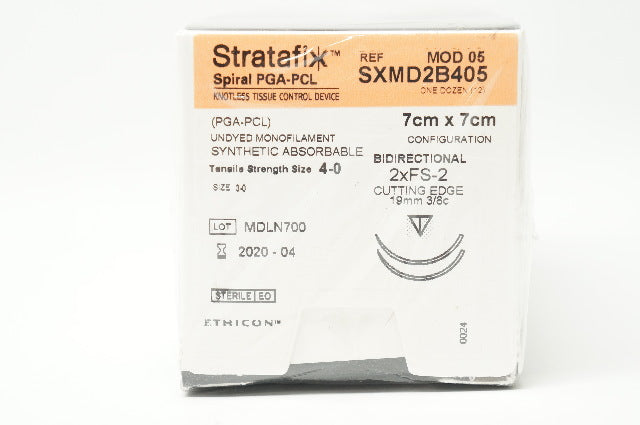 Stratafix™
Spiral PGA-PCL
KNOTLESS TISSUE CONTROL DEVICE
REF MOD 05
SXMD2B405
ONE DOZEN (12)
(PGA-PCL)
UNDYED MONOFILAMENT
SYNTHETIC ABSORBABLE
Tensile Strength Size 4-0
SIZE 3-0
7cm x 7cm
CONFIGURATION
BIDIRECTIONAL
2xFS-2
CUTTING EDGE
19mm 3/8c
LOT MDLN700
2020 - 04
STERILE EO
ETHICON™
0024